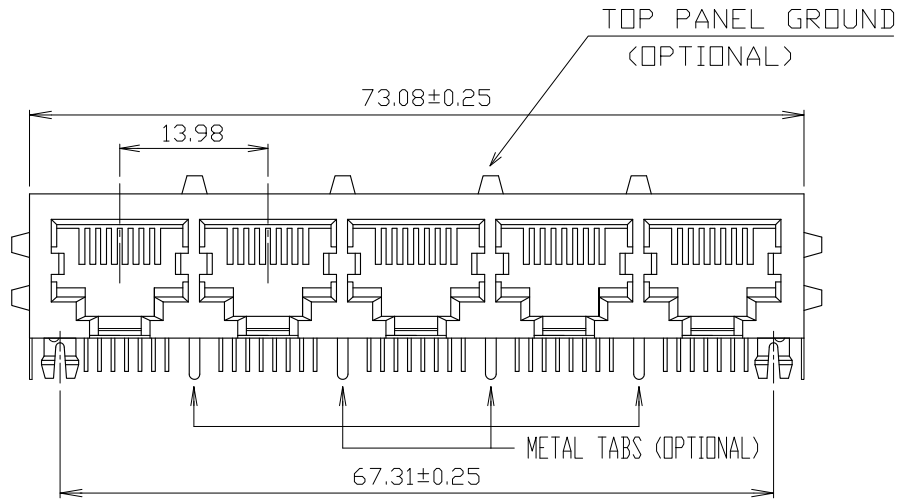 TOP PANEL GROUND
(OPTIONAL)
73.08±0.25
13.98
METAL TABS (OPTIONAL)
67.31±0.25